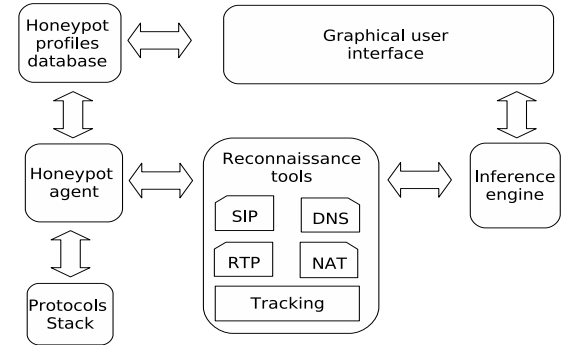 Honeypot
profiles
database
Graphical user
interface
Honeypot
agent
Reconnaissance
tools
SIP
DNS
RTP
NAT
Tracking
Inference
engine
Protocols
Stack